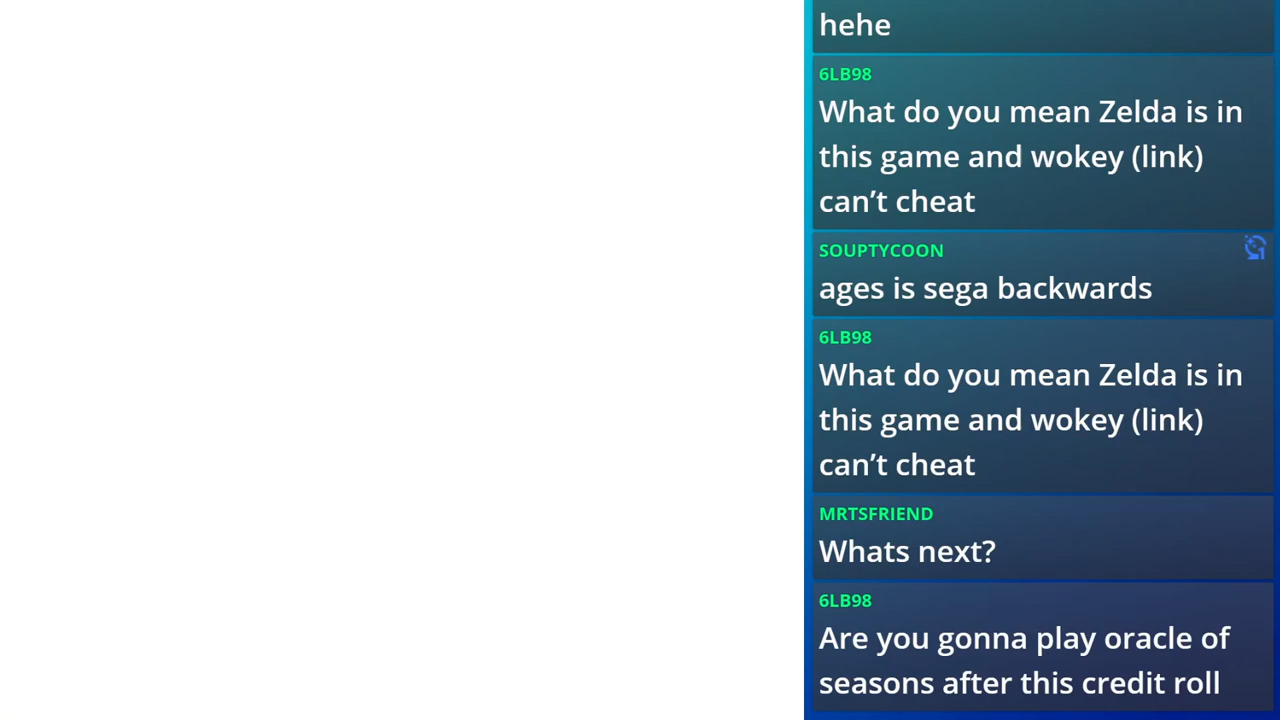 hehe
6LB98
What do you mean Zelda is in
this game and wokey (link)
can’t cheat
SOUPTYCOON
ages is sega backwards
6LB98
What do you mean Zelda is in
this game and wokey (link)
can’t cheat
MRTSFRIEND
Whats next?
6LB98
Are you gonna play oracle of
seasons after this credit roll